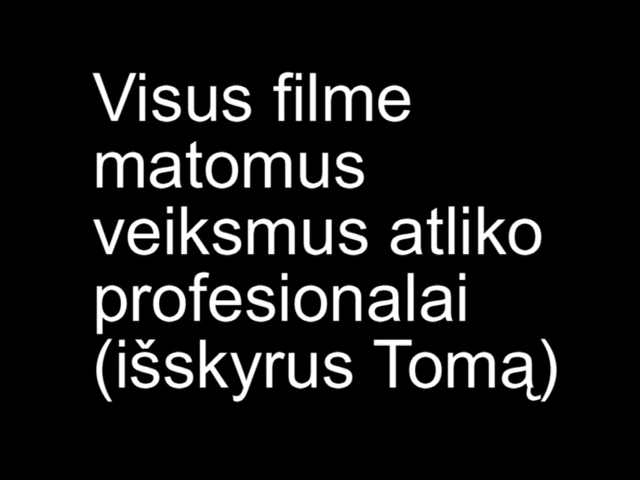 Visus filme
matomus
veiksmus atliko
profesionalai
(išskyrus Tomą)